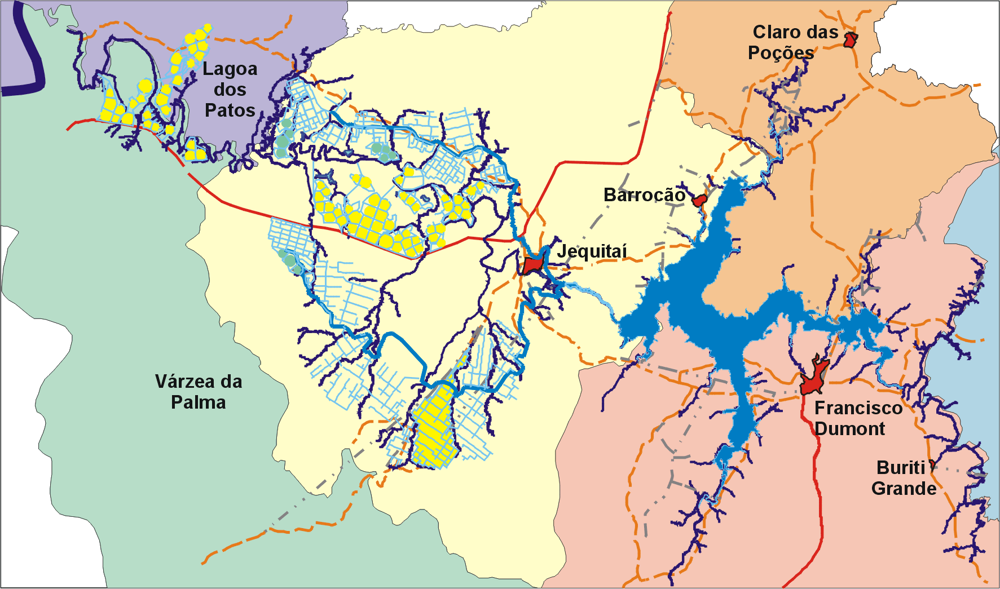 Claro das
Poções
Lagoa
dos
Patos
Barrocão
Jequitaí
Várzea da
Palma
Francisco
Dumont
Buriti
Grande